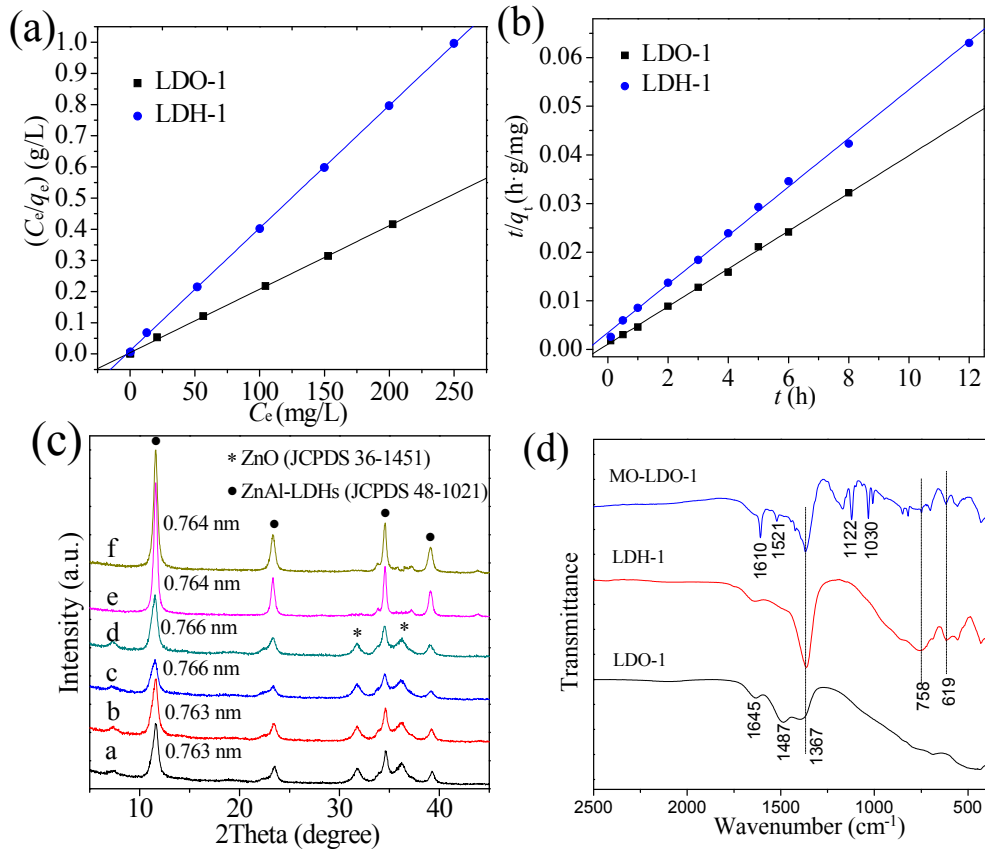 (a)
1.0
0.9
0.8
0.7
0.6
0.5
0.4
0.3
0.2
0.1
0.0
LDO-1
LDH-1
(Ce/qe) (g/L)
0 50 100 150 200 250
Ce (mg/L)
(b)
0.06
0.05
0.04
0.03
0.02
0.01
0.00
LDO-1
LDH-1
t/qt (h·g/mg)
0 2 4 6 8 10 12
t (h)
(c)
* ZnO (JCPDS 36-1451)
● ZnAl-LDHs (JCPDS 48-1021)
f 0.764 nm
e 0.764 nm
d 0.766 nm
* *
c 0.766 nm
b 0.763 nm
a 0.763 nm
Intensity (a.u.)
10 20 30 40
2Theta (degree)
(d)
MO-LDO-1
1610 1521 1122 1030
LDH-1
758 619
LDO-1
1645 1487 1367
Transmittance
2500 2000 1500 1000 500
Wavenumber (cm-1)